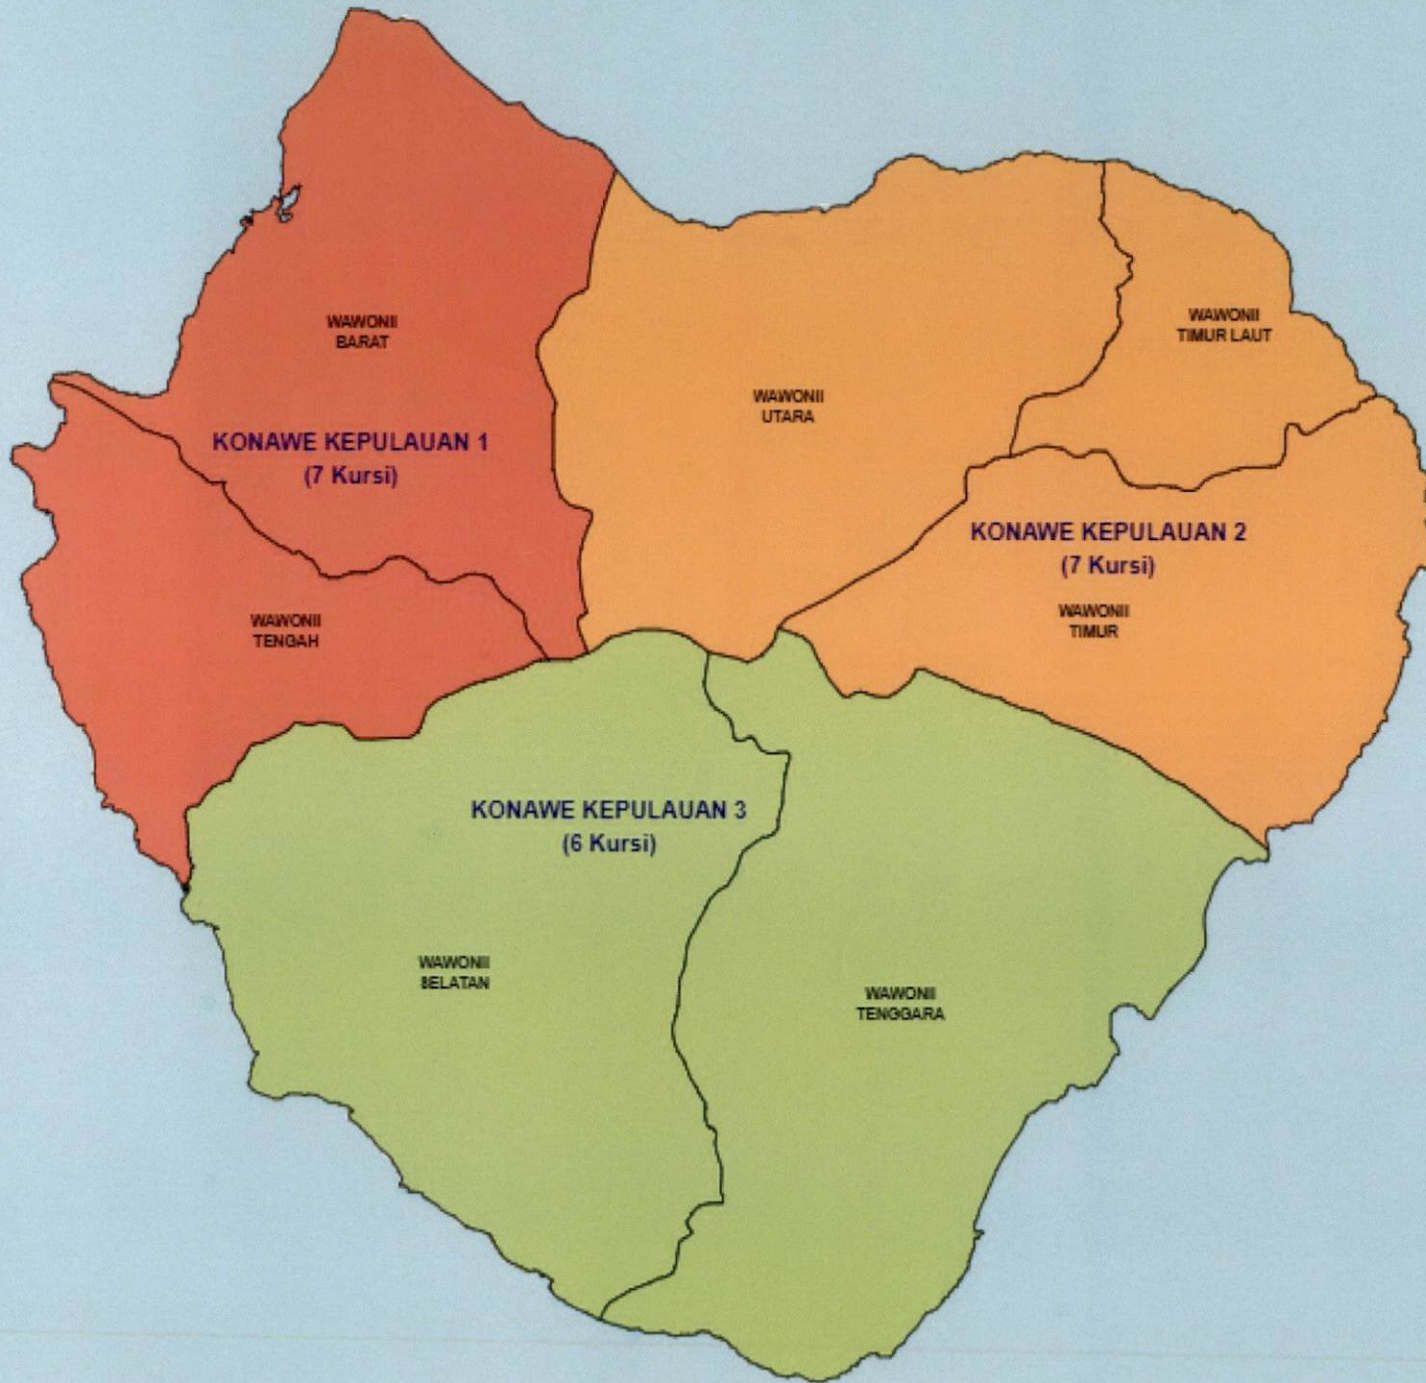 WAWONII
BARAT
KONAWE KEPULAUAN 1
(7 Kursi)
WAWONII
TENGAH
WAWONII
UTARA
WAWONII
TIMUR LAUT
KONAWE KEPULAUAN 2
(7 Kursi)
WAWONII
TIMUR
KONAWE KEPULAUAN 3
(6 Kursi)
WAWONII
SELATAN
WAWONII
TENGGARA